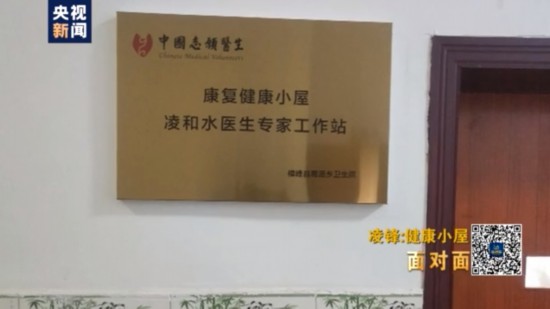 央视
新闻
中国志愿医生
Chinese Medical Volunteers
康复健康小屋
凌和水医生专家工作站
凌锋:健康小屋
面对面